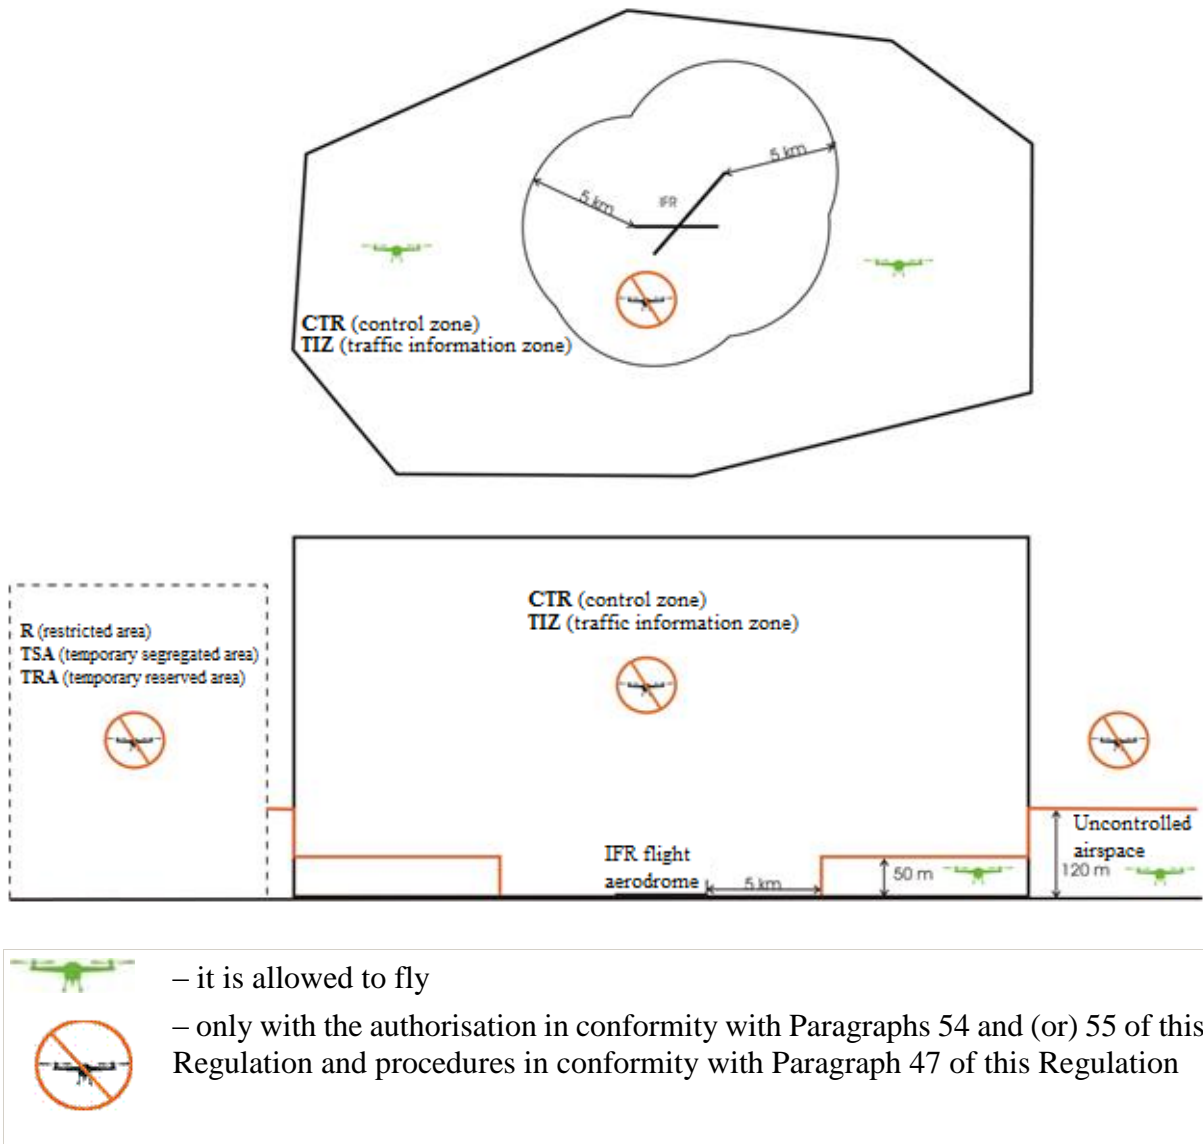 5 km
5 km
IFR
CTR (control zone)
TIZ (traffic information zone)
CTR (control zone)
TIZ (traffic information zone)
R (restricted area)
TSA (temporary segregated area)
TRA (temporary reserved area)
IFR flight
aerodrome
5 km
50 m
Uncontrolled
airspace
120 m
– it is allowed to fly
– only with the authorisation in conformity with Paragraphs 54 and (or) 55 of this
Regulation and procedures in conformity with Paragraph 47 of this Regulation